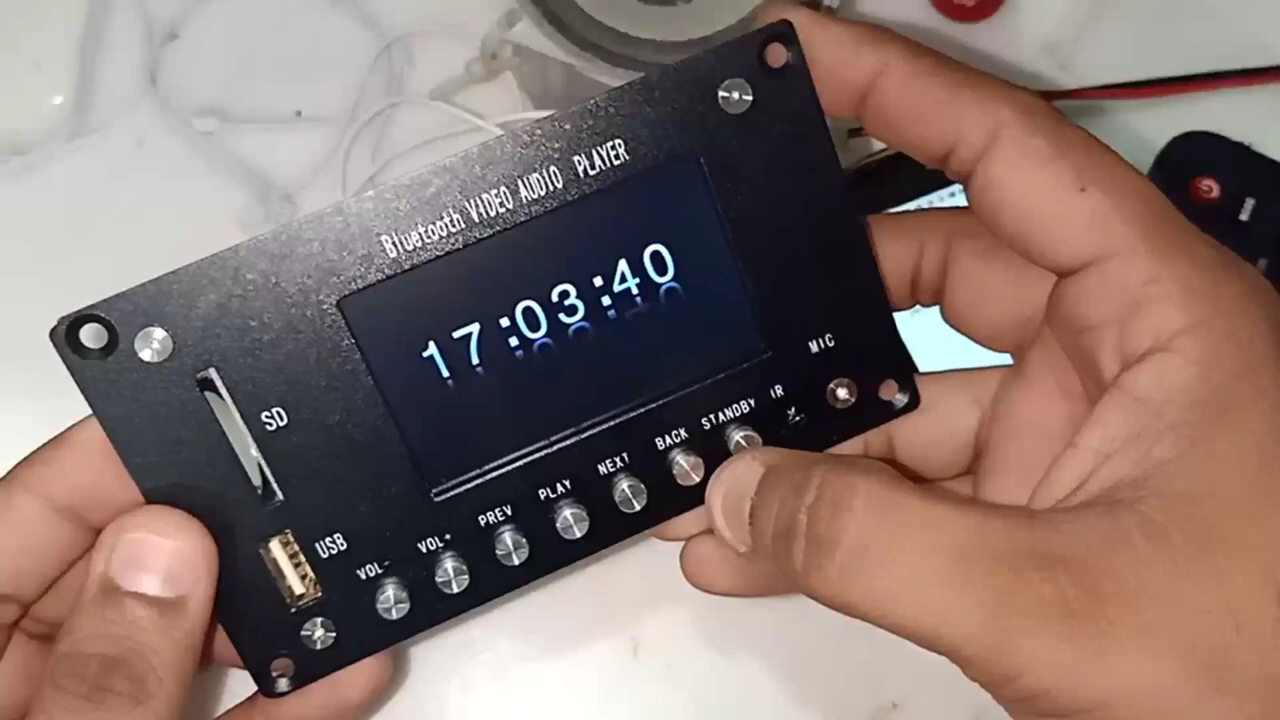 Bluetooth VIDEO AUDIO PLAYER
17:03:40
SD
USB
VOL-
VOL+
PREV
PLAY
NEXT
BACK
STANDBY
IR
MIC